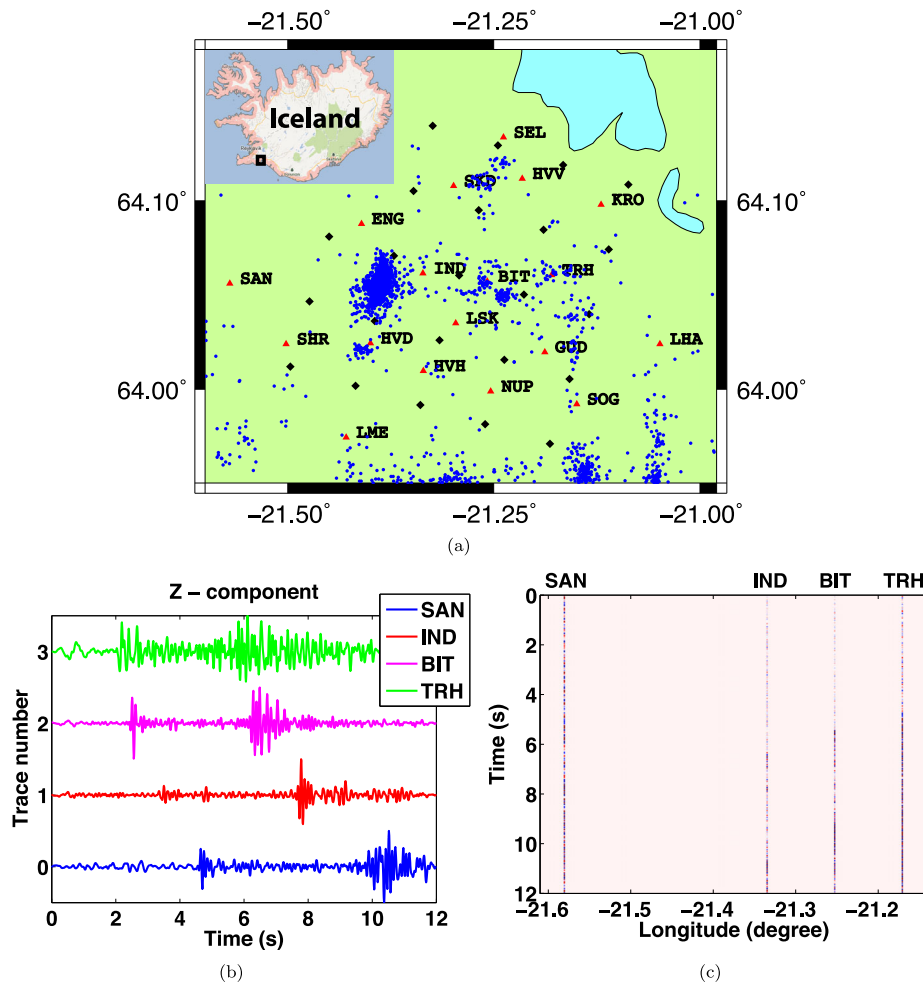 −21.50° −21.25° −21.00°
Iceland
SEL
SKD HVV
64.10° KRO 64.10°
ENG
SAN IND BIT TRH
LSK
SHR HVD GUD LHA
HVH
64.00° NUP 64.00°
SOG
LME
−21.50° −21.25° −21.00°
(a)
Z − component
SAN
IND
BIT
TRH
3
2
1
0
Trace number
0 2 4 6 8 10 12
Time (s)
(b)
SAN IND BIT TRH
0
2
4
6
8
10
12
Time (s)
−21.6 −21.5 −21.4 −21.3 −21.2
Longitude (degree)
(c)